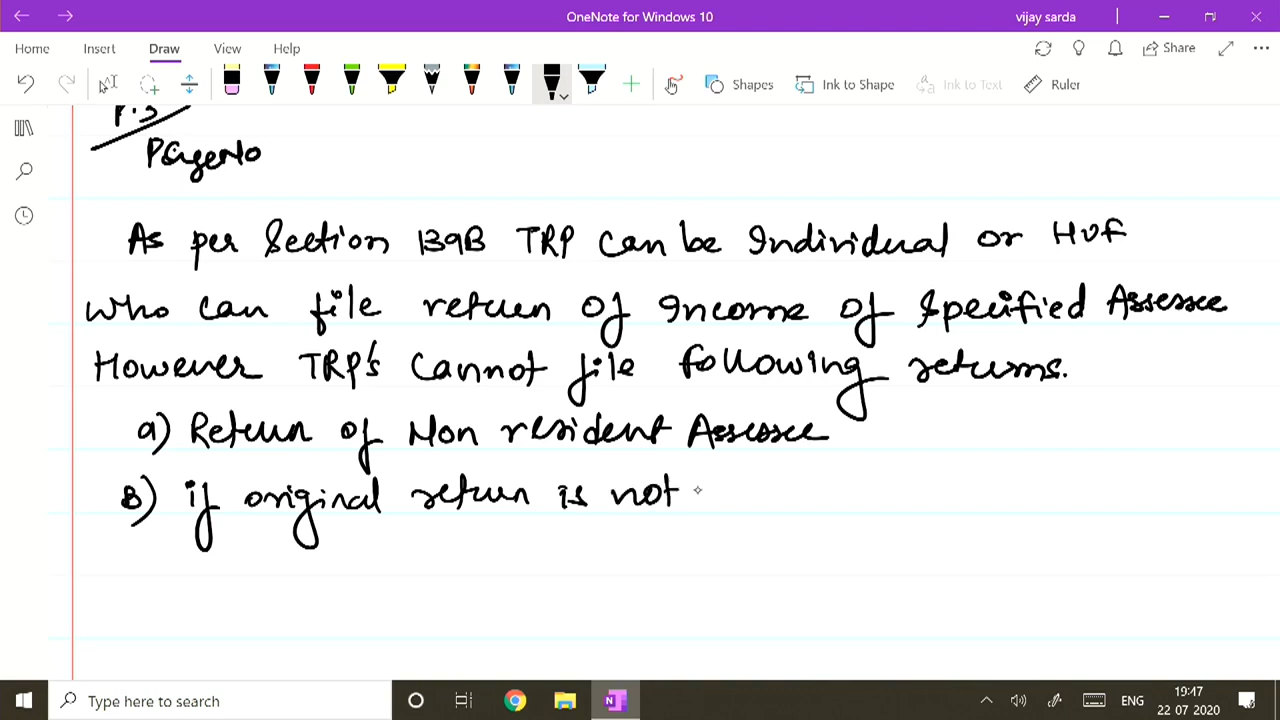 OneNote for Windows 10
vijay sarda
Home Insert Draw View Help
Share
Shapes Ink to Shape Ink to Text Ruler
P.3
PageNo
As per Section 139B TRP can be Individual or HUF
who can file return of Income of Specified Assessee
However TRP's cannot file following returns.
a) Return of Non resident Assessee
B) if original return is not
Type here to search
ENG
19:47
22-07-2020